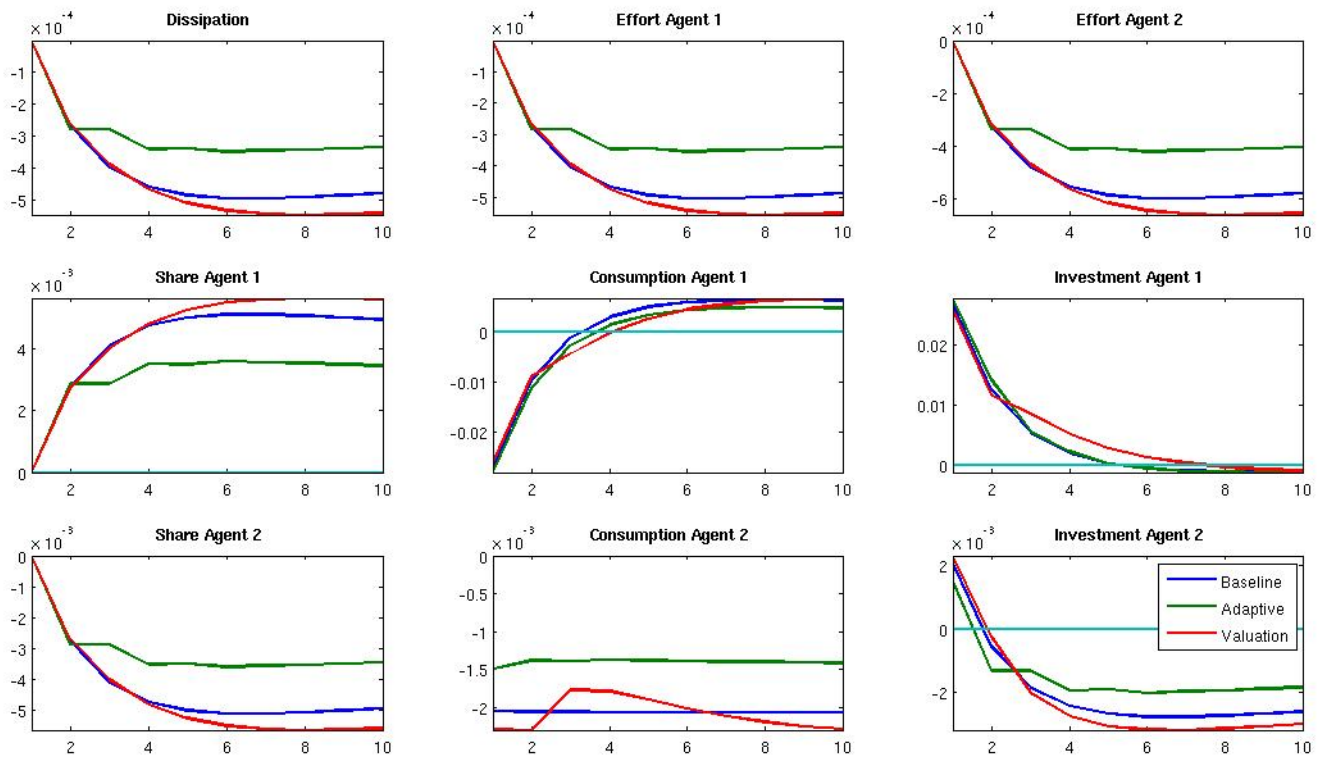 × 10⁻⁴
Dissipation
-1
-2
-3
-4
-5
2 4 6 8 10
× 10⁻⁴
Effort Agent 1
-1
-2
-3
-4
-5
2 4 6 8 10
× 10⁻⁴
Effort Agent 2
0
-2
-4
-6
2 4 6 8 10
× 10⁻³
Share Agent 1
4
2
0
2 4 6 8 10
Consumption Agent 1
0
-0.01
-0.02
2 4 6 8 10
Investment Agent 1
0.02
0.01
0
2 4 6 8 10
× 10⁻³
Share Agent 2
0
-1
-2
-3
-4
-5
2 4 6 8 10
× 10⁻³
Consumption Agent 2
0
-0.5
-1
-1.5
-2
2 4 6 8 10
× 10⁻³
Investment Agent 2
2
0
-2
2 4 6 8 10
Baseline
Adaptive
Valuation